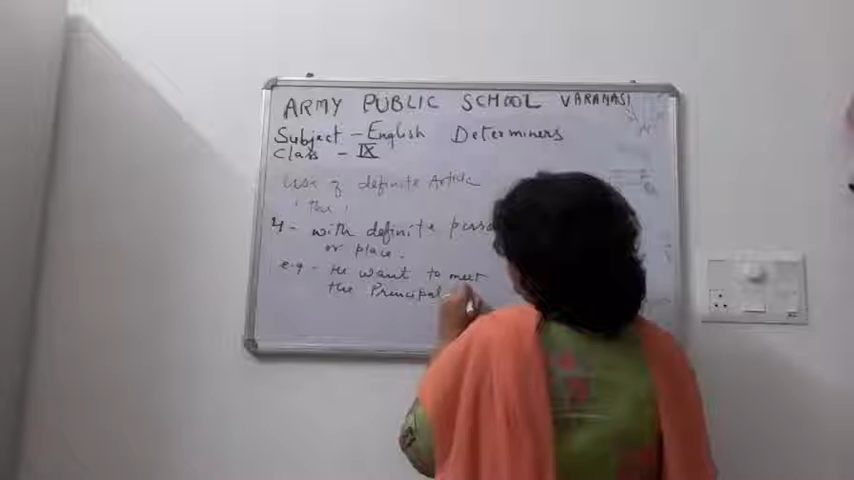 ARMY PUBLIC SCHOOL VARANASI
Subject - English Determiners
Class - IX
Use of definite Article
'The'
4 - with definite perso
or place.
e.g - He want to meet
the Principal